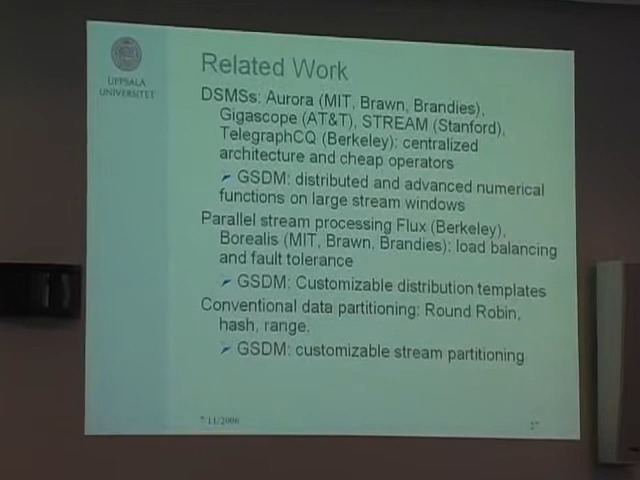 UPPSALA
UNIVERSITET
Related Work
DSMSs: Aurora (MIT, Brawn, Brandies),
Gigascope (AT&T), STREAM (Stanford),
TelegraphCQ (Berkeley): centralized
architecture and cheap operators
GSDM: distributed and advanced numerical
functions on large stream windows
Parallel stream processing Flux (Berkeley),
Borealis (MIT, Brawn, Brandies): load balancing
and fault tolerance
GSDM: Customizable distribution templates
Conventional data partitioning: Round Robin,
hash, range.
GSDM: customizable stream partitioning
7/11/2006
27